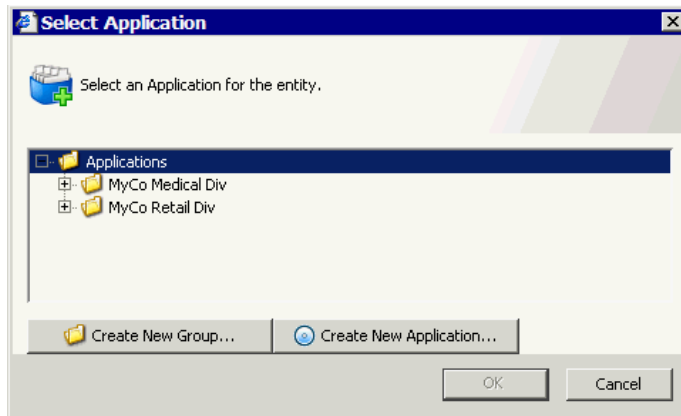 Select Application
Select an Application for the entity.
Applications
MyCo Medical Div
MyCo Retail Div
Create New Group...
Create New Application...
OK
Cancel